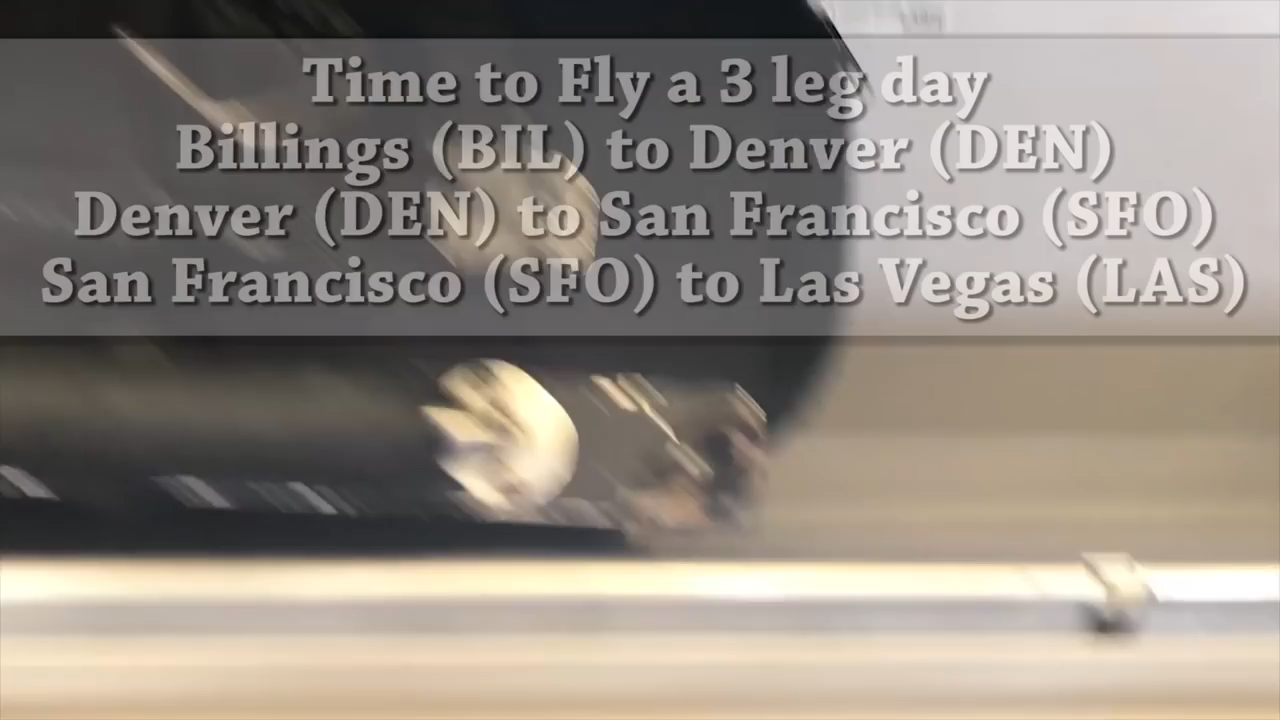 Time to Fly a 3 leg day
Billings (BIL) to Denver (DEN)
Denver (DEN) to San Francisco (SFO)
San Francisco (SFO) to Las Vegas (LAS)